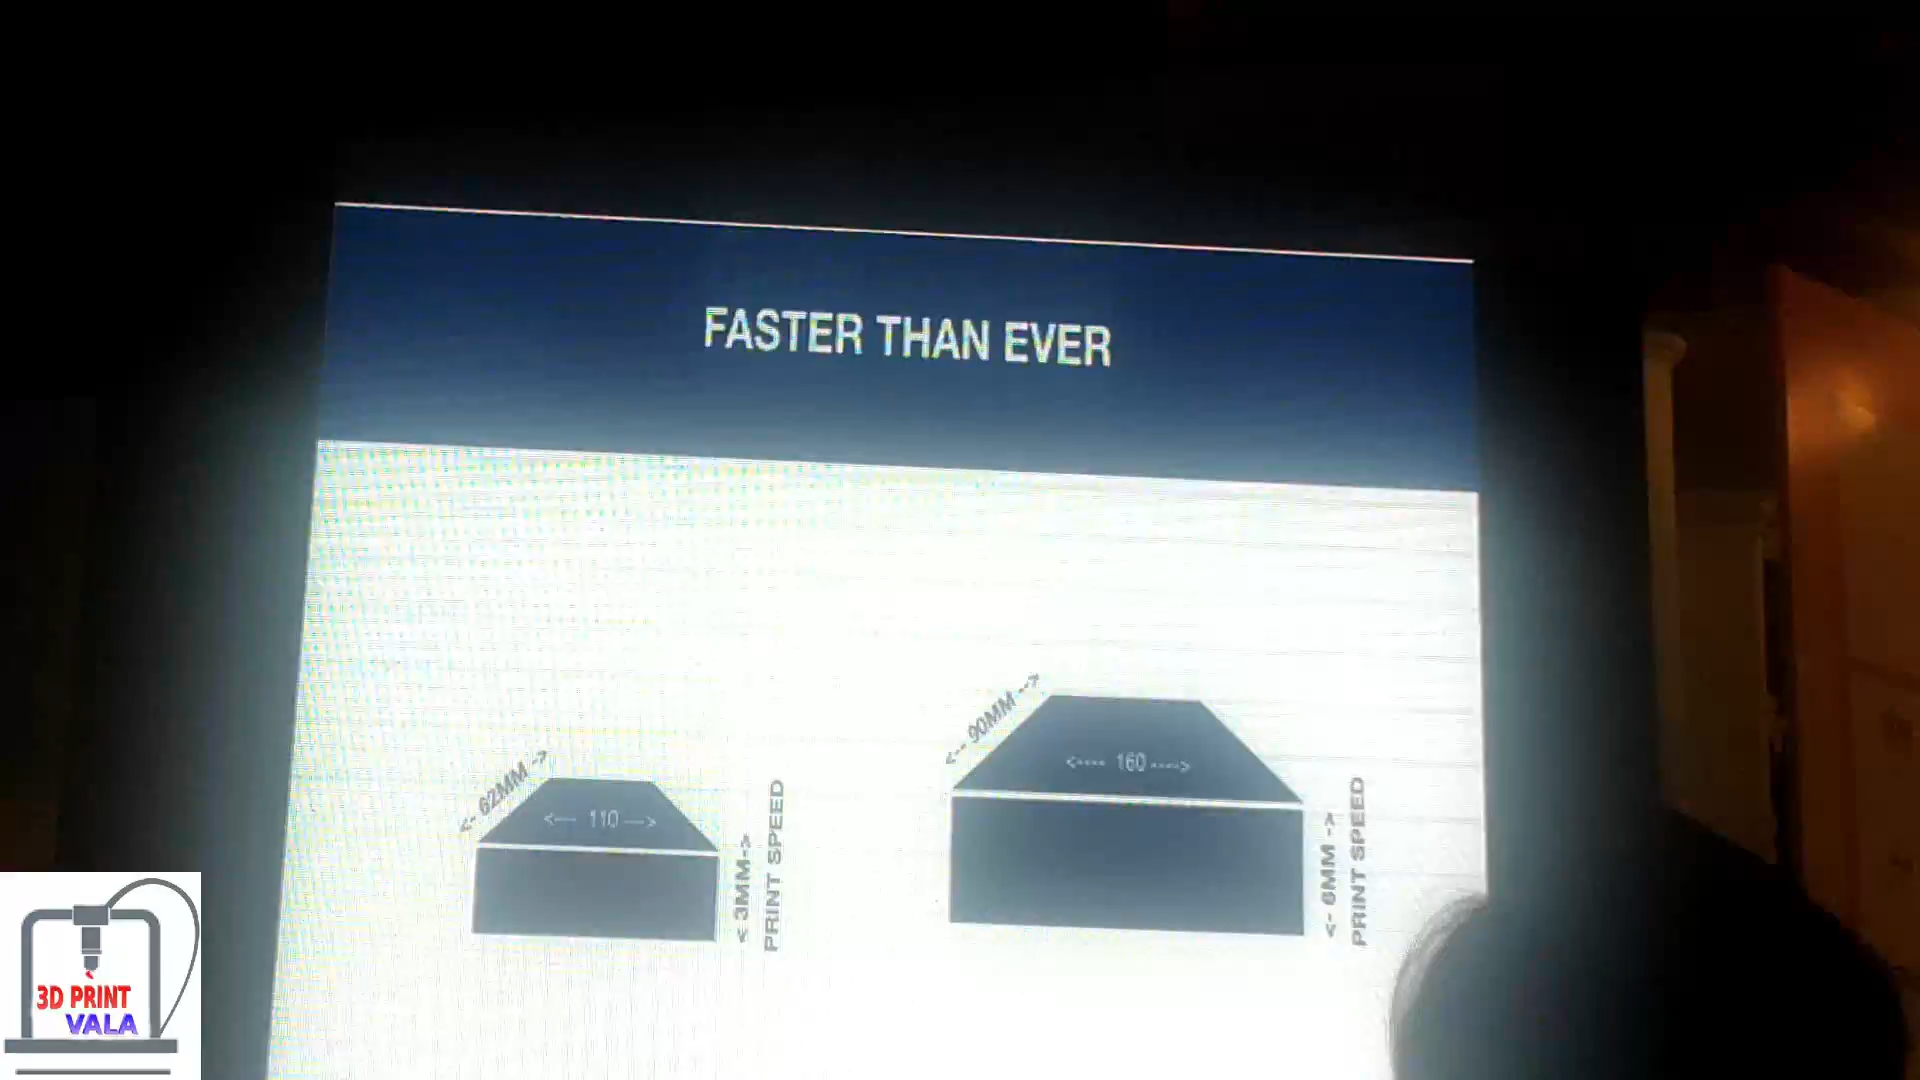 FASTER THAN EVER
<-- 90MM -->
<---- 160 ---->
<- 62MM ->
<--- 110 --->
< 3MM->
PRINT SPEED
<- 6MM ->
PRINT SPEED
3D PRINT
VALA